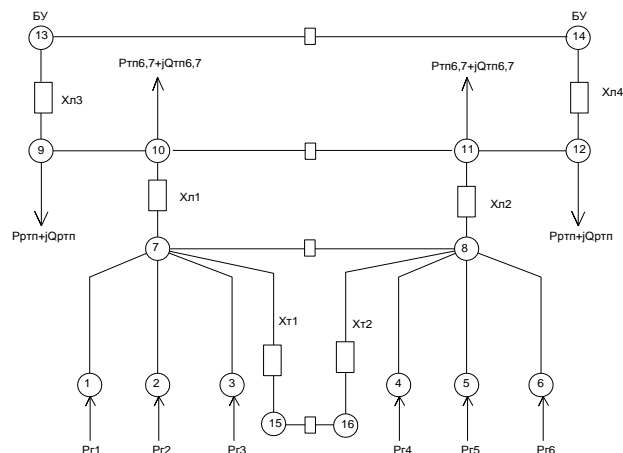 БУ БУ
13 14
Pтп6,7+jQтп6,7 Pтп6,7+jQтп6,7
Xл3 Xл4
9 10 11 12
Xл1 Xл2
Pртп+jQртп Pртп+jQртп
7 8
Xт1 Xт2
1 2 3 4 5 6
15 16
Pг1 Pг2 Pг3 Pг4 Pг5 Pг6